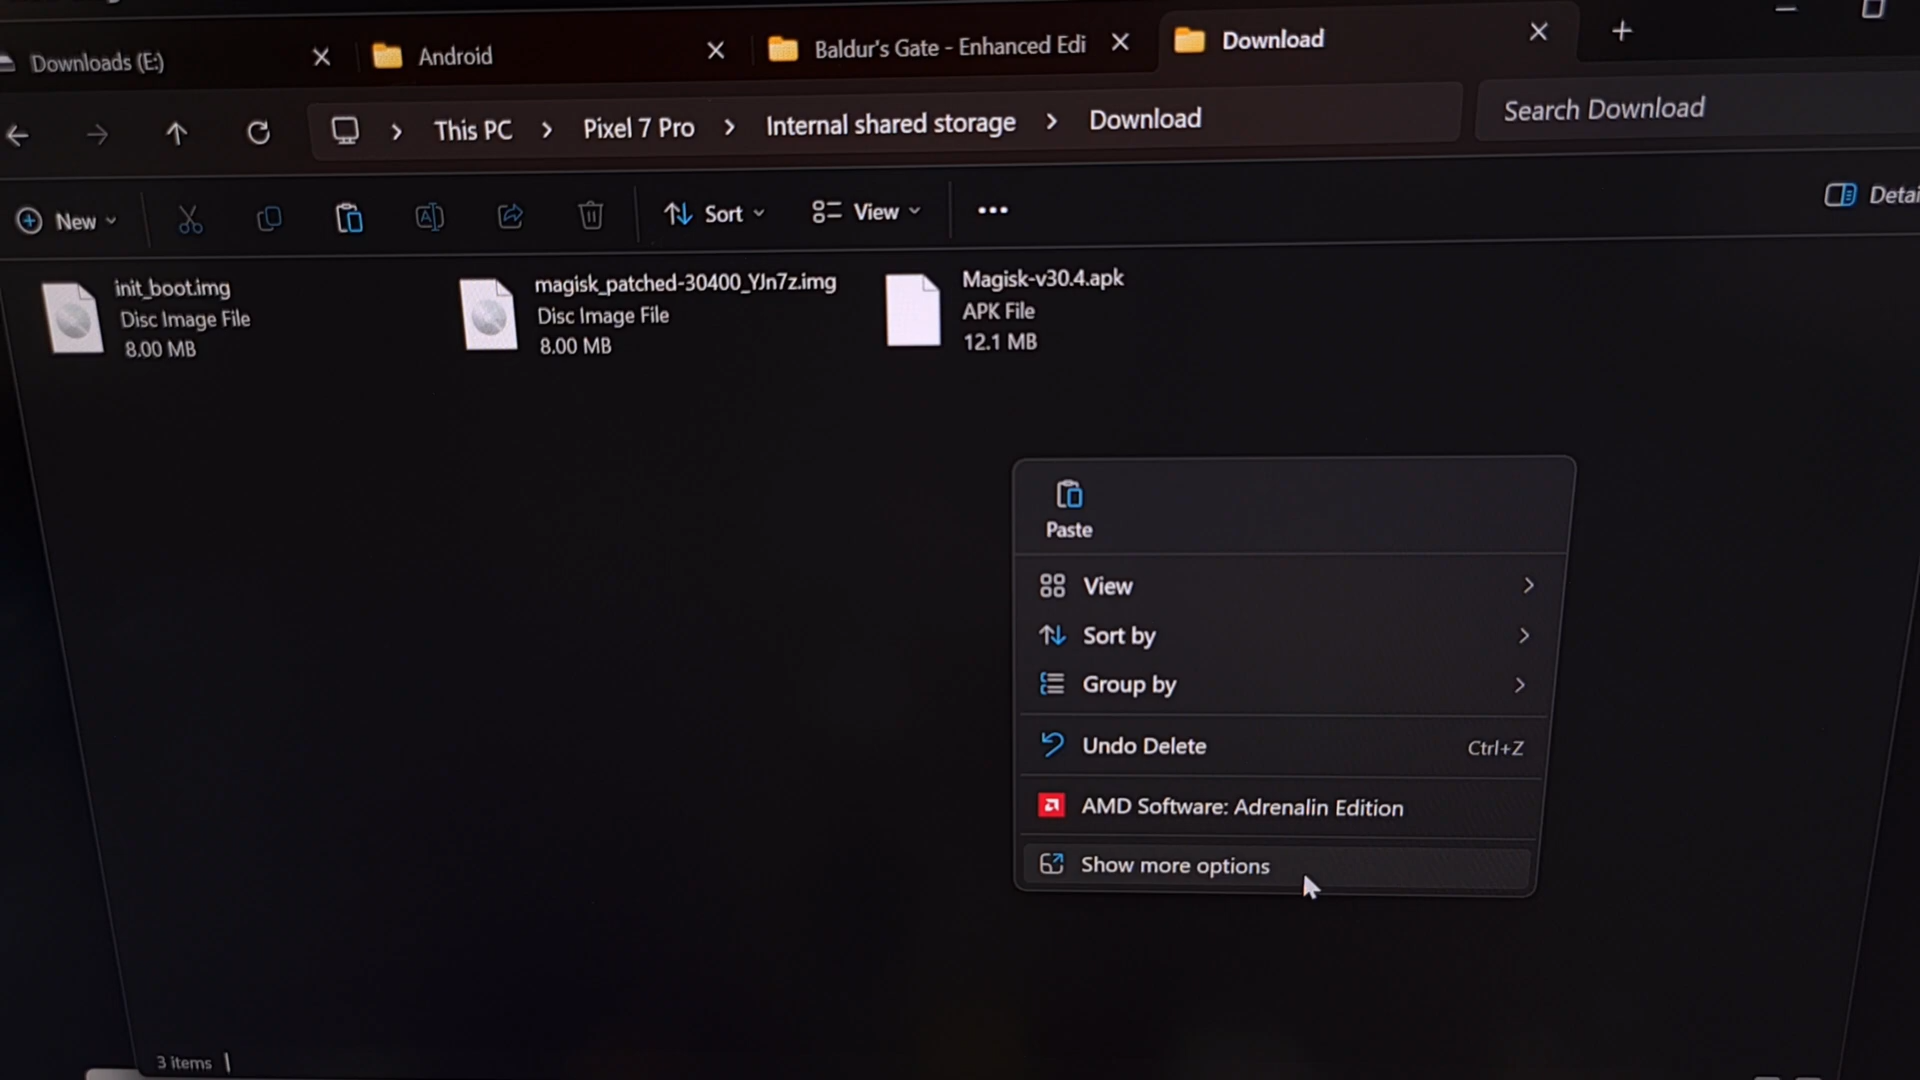 Downloads (E:)
Android
Baldur's Gate - Enhanced Edi
Download
This PC
Pixel 7 Pro
Internal shared storage
Download
Search Download
New
Sort
View
Detai
init_boot.img
Disc Image File
8.00 MB
magisk_patched-30400_YJn7z.img
Disc Image File
8.00 MB
Magisk-v30.4.apk
APK File
12.1 MB
Paste
View
Sort by
Group by
Undo Delete
Ctrl+Z
AMD Software: Adrenalin Edition
Show more options
3 items